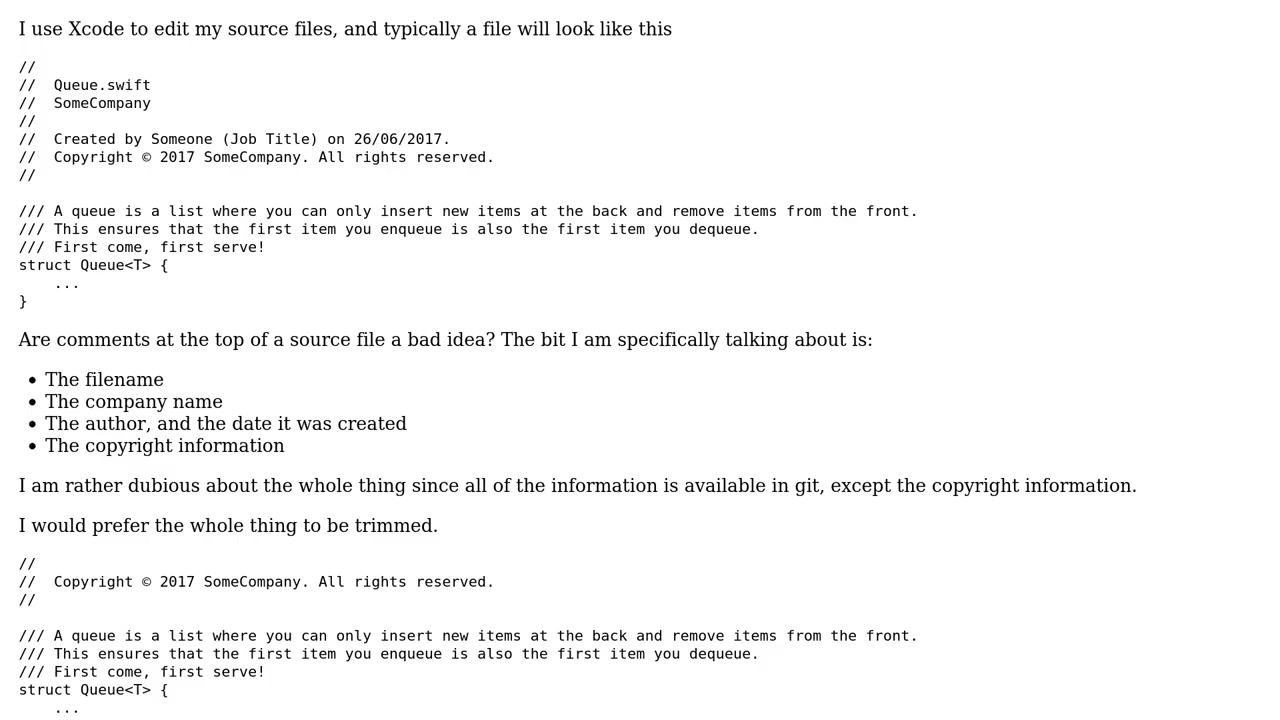 I use Xcode to edit my source files, and typically a file will look like this
//
//  Queue.swift
//  SomeCompany
//
//  Created by Someone (Job Title) on 26/06/2017.
//  Copyright © 2017 SomeCompany. All rights reserved.
//
/// A queue is a list where you can only insert new items at the back and remove items from the front.
/// This ensures that the first item you enqueue is also the first item you dequeue.
/// First come, first serve!
struct Queue<T> {
    ...
}
Are comments at the top of a source file a bad idea? The bit I am specifically talking about is:
• The filename
• The company name
• The author, and the date it was created
• The copyright information
I am rather dubious about the whole thing since all of the information is available in git, except the copyright information.
I would prefer the whole thing to be trimmed.
//
//  Copyright © 2017 SomeCompany. All rights reserved.
//
/// A queue is a list where you can only insert new items at the back and remove items from the front.
/// This ensures that the first item you enqueue is also the first item you dequeue.
/// First come, first serve!
struct Queue<T> {
    ...